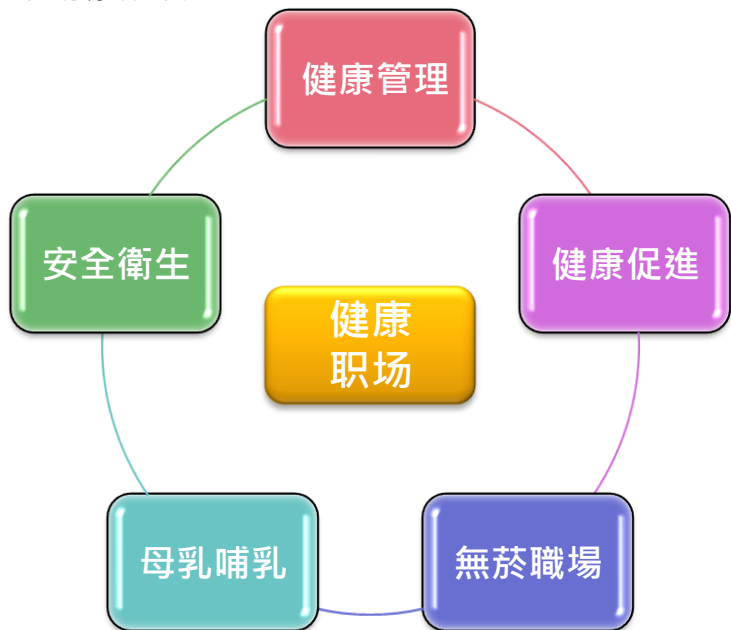 健康管理
安全衛生
健康促進
健康
职场
母乳哺乳
無菸職場